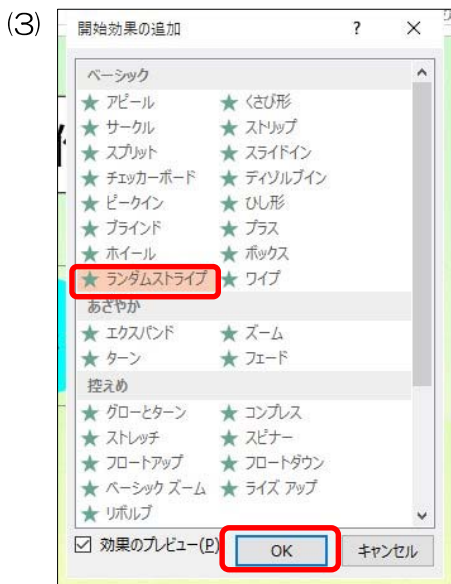 (3)
開始効果の追加 ? ×
ベーシック
★ アピール ★ くさび形
★ サークル ★ ストリップ
★ スプリット ★ スライドイン
★ チェッカーボード ★ ディゾルブイン
★ ピークイン ★ ひし形
★ ブラインド ★ プラス
★ ホイール ★ ボックス
★ ランダムストライプ ★ ワイプ
あざやか
★ エクスパンド ★ ズーム
★ ターン ★ フェード
控えめ
★ グローとターン ★ コンプレス
★ ストレッチ ★ スピナー
★ フロートアップ ★ フロートダウン
★ ベーシック ズーム ★ ライズ アップ
★ リボルブ
効果のプレビュー(P) OK キャンセル